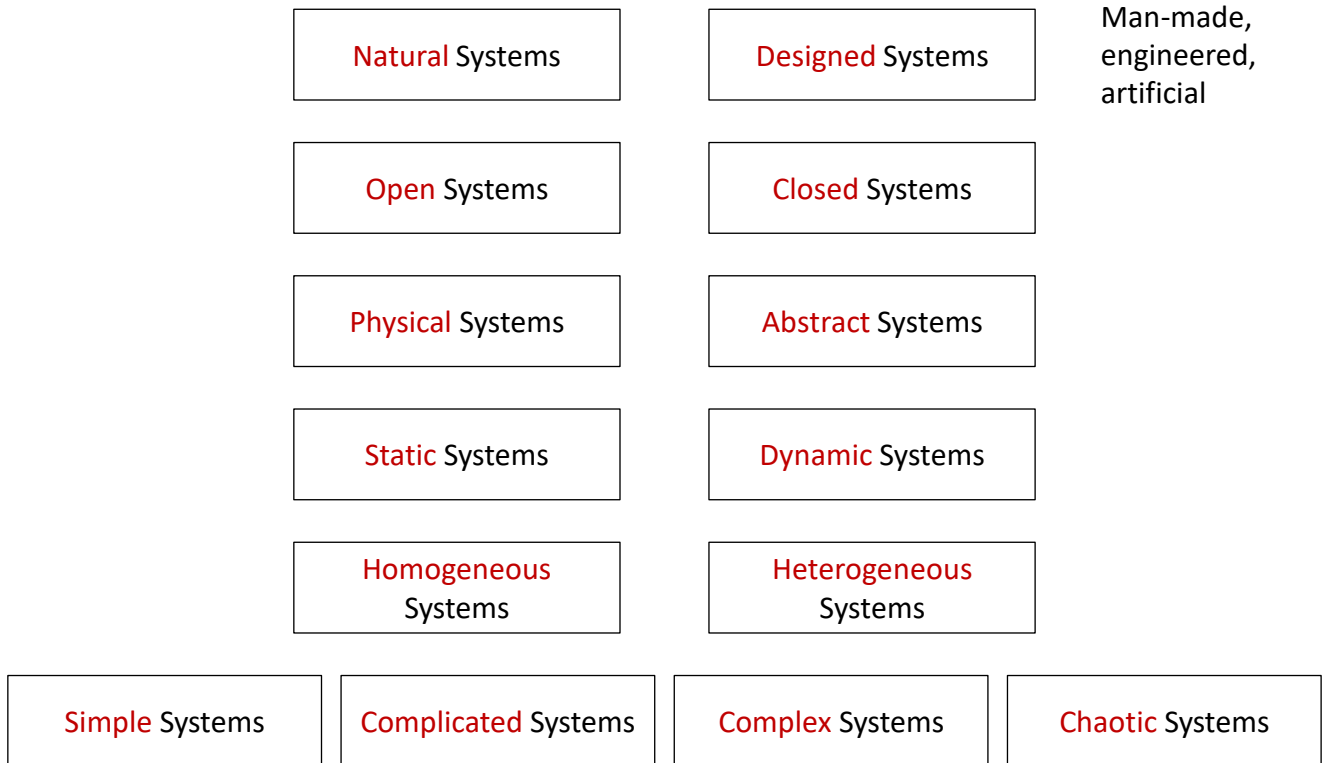 Natural Systems
Designed Systems
Man-made,
engineered,
artificial
Open Systems
Closed Systems
Physical Systems
Abstract Systems
Static Systems
Dynamic Systems
Homogeneous
Systems
Heterogeneous
Systems
Simple Systems
Complicated Systems
Complex Systems
Chaotic Systems